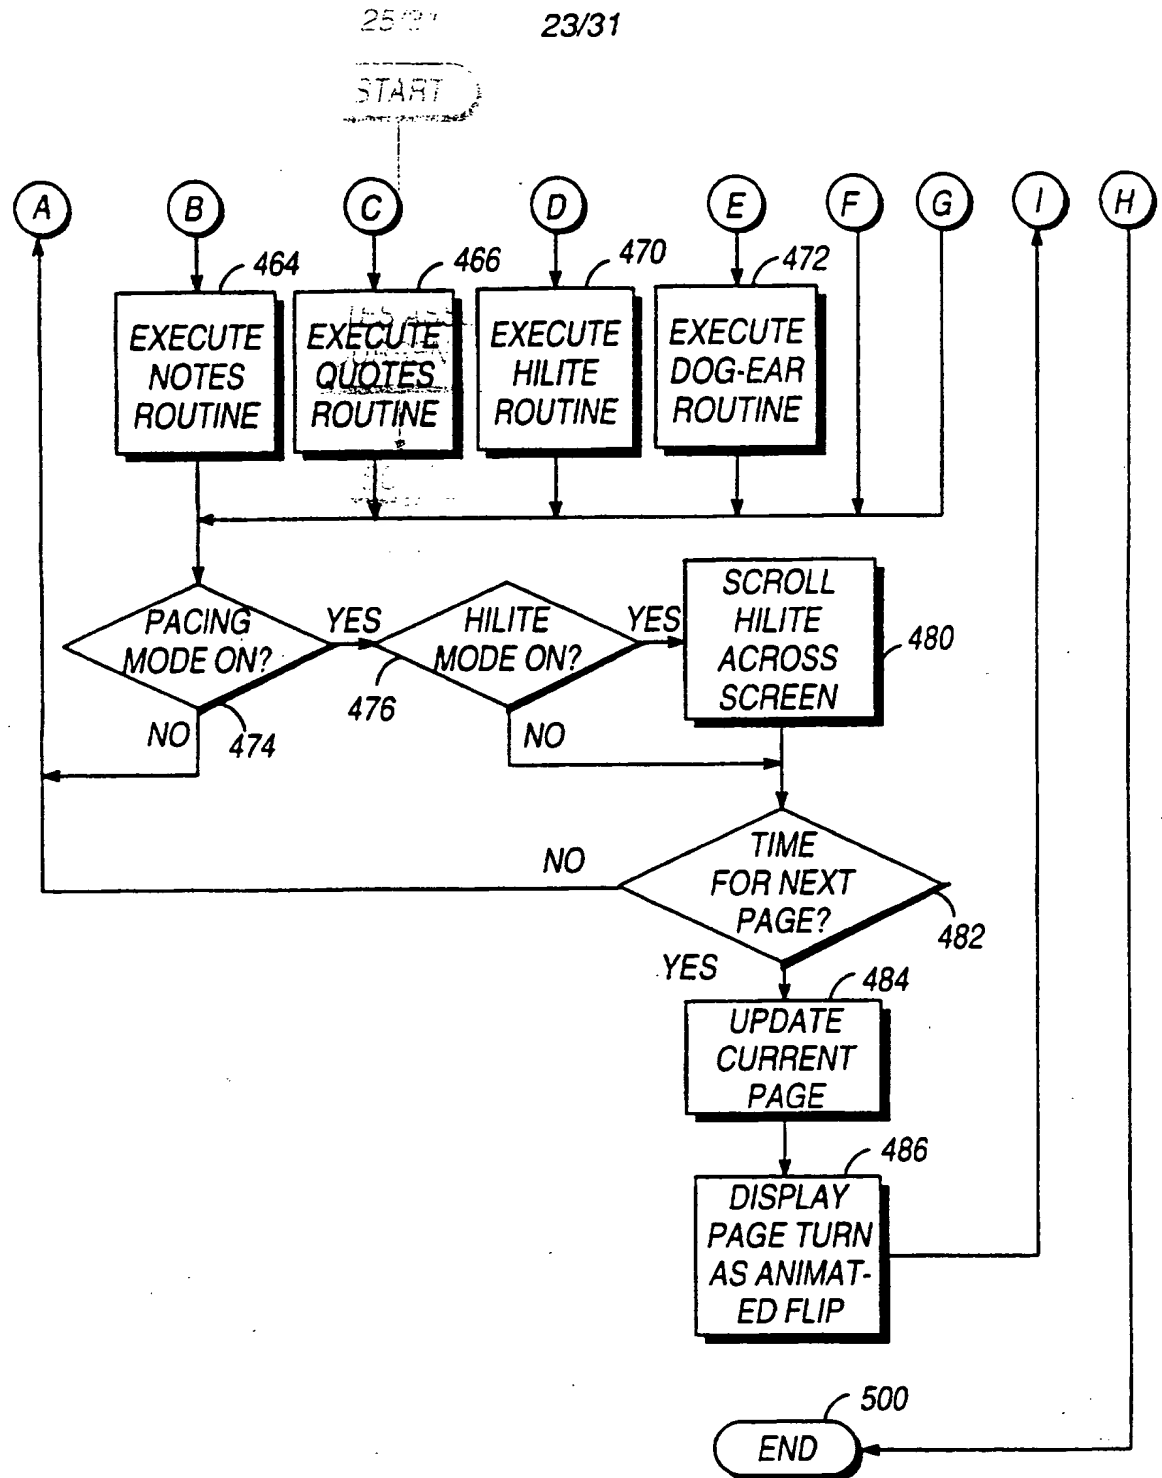 23/31
START
A
B
C
D
E
F
G
I
H
464
466
470
472
EXECUTE
NOTES
ROUTINE
EXECUTE
QUOTES
ROUTINE
EXECUTE
HILITE
ROUTINE
EXECUTE
DOG-EAR
ROUTINE
PACING
MODE ON?
YES
HILITE
MODE ON?
YES
SCROLL
HILITE
ACROSS
SCREEN
480
476
NO
474
NO
TIME
FOR NEXT
PAGE?
NO
482
YES
484
UPDATE
CURRENT
PAGE
486
DISPLAY
PAGE TURN
AS ANIMAT-
ED FLIP
500
END